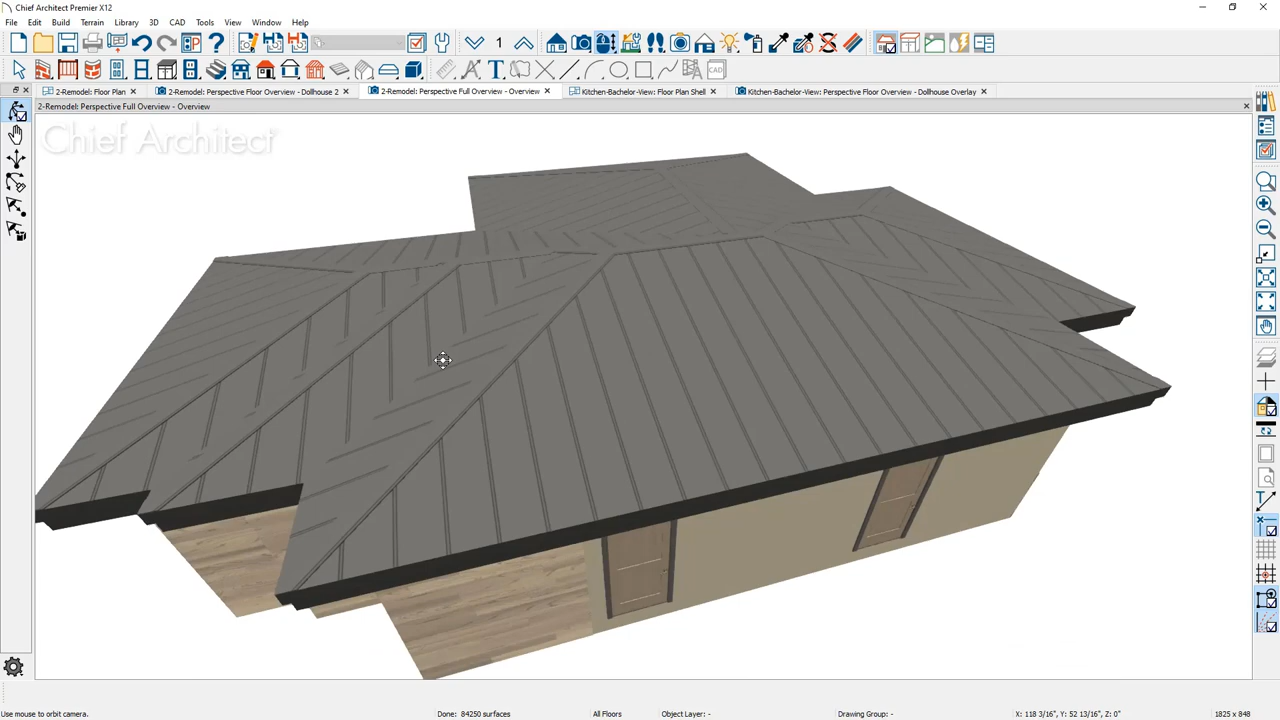 Chief Architect Premier X12
File Edit Build Terrain Library 3D CAD Tools View Window Help
1
CAD
2-Remodel: Floor Plan
2-Remodel: Perspective Floor Overview - Dollhouse 2
2-Remodel: Perspective Full Overview - Overview
Kitchen-Bachelor-View: Floor Plan Shell
Kitchen-Bachelor-View: Perspective Floor Overview - Dollhouse Overlay
2-Remodel: Perspective Full Overview - Overview
Chief Architect®
Use mouse to orbit camera.
Done: 84250 surfaces
All Floors
Object Layer: -
Drawing Group: -
X: 118 3/16", Y: 52 13/16", Z: 0"
1825 x 848